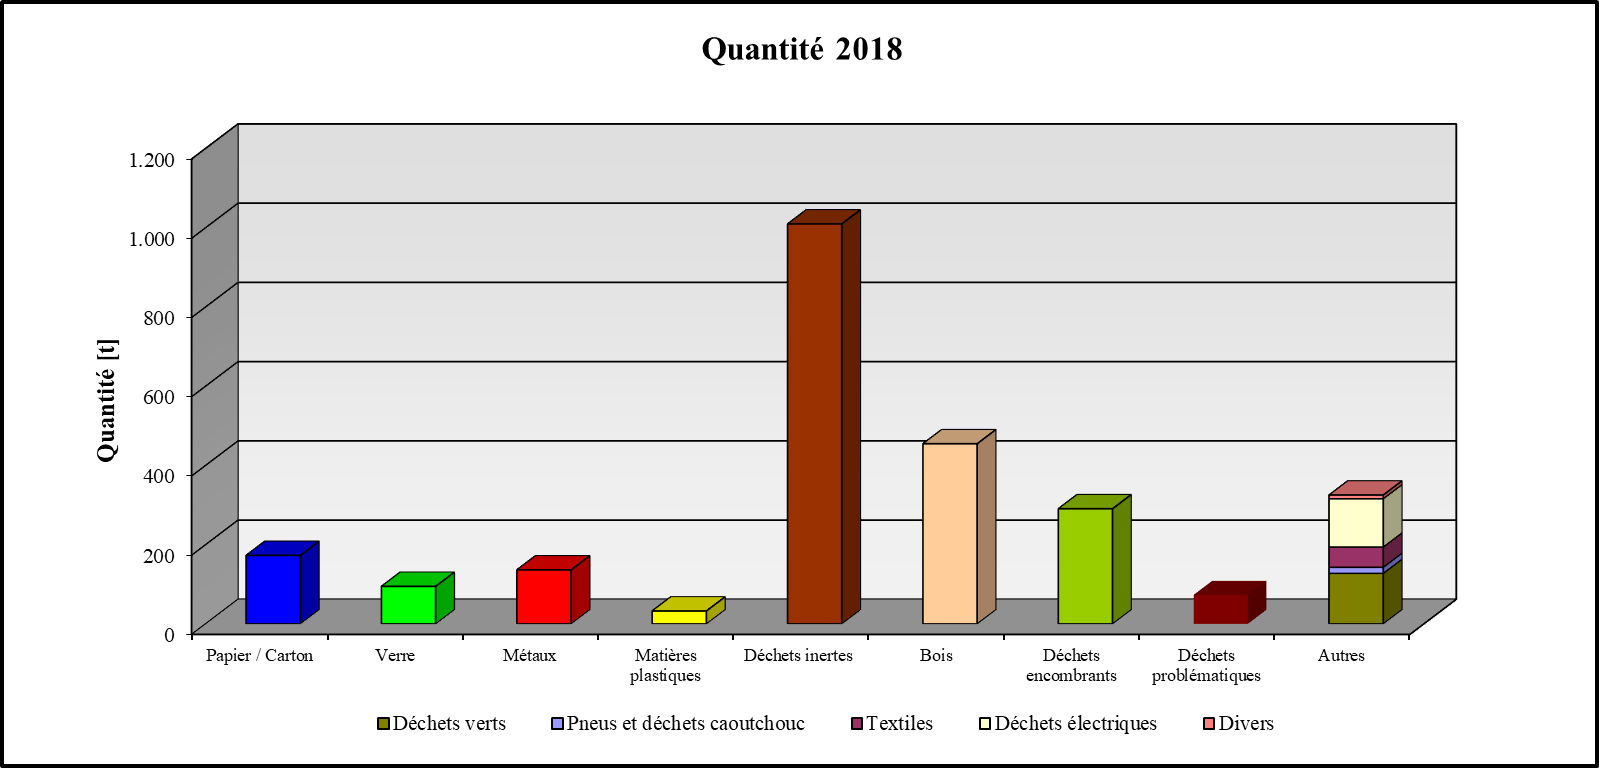 Quantité 2018
Quantité [t]
1.200
1.000
800
600
400
200
0
Papier / Carton
Verre
Métaux
Matières
plastiques
Déchets inertes
Bois
Déchets
encombrants
Déchets
problématiques
Autres
Déchets verts
Pneus et déchets caoutchouc
Textiles
Déchets électriques
Divers